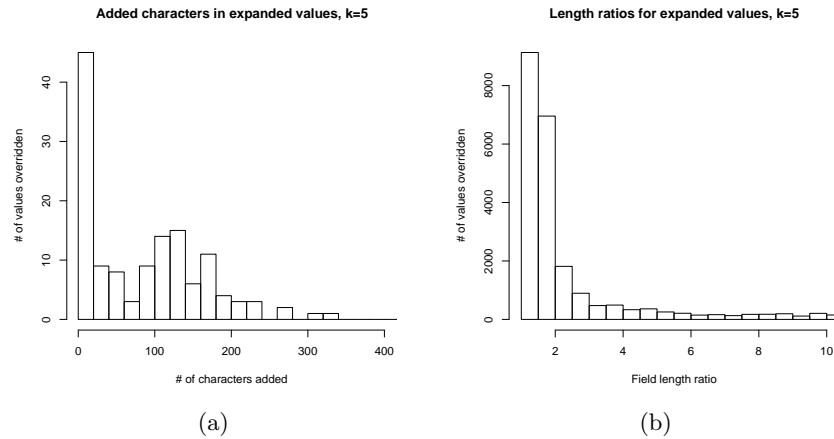 Added characters in expanded values, k=5
# of values overridden
40
30
20
10
0
0 100 200 300 400
# of characters added
(a)
Length ratios for expanded values, k=5
# of values overridden
8000
6000
4000
2000
0
2 4 6 8 10
Field length ratio
(b)